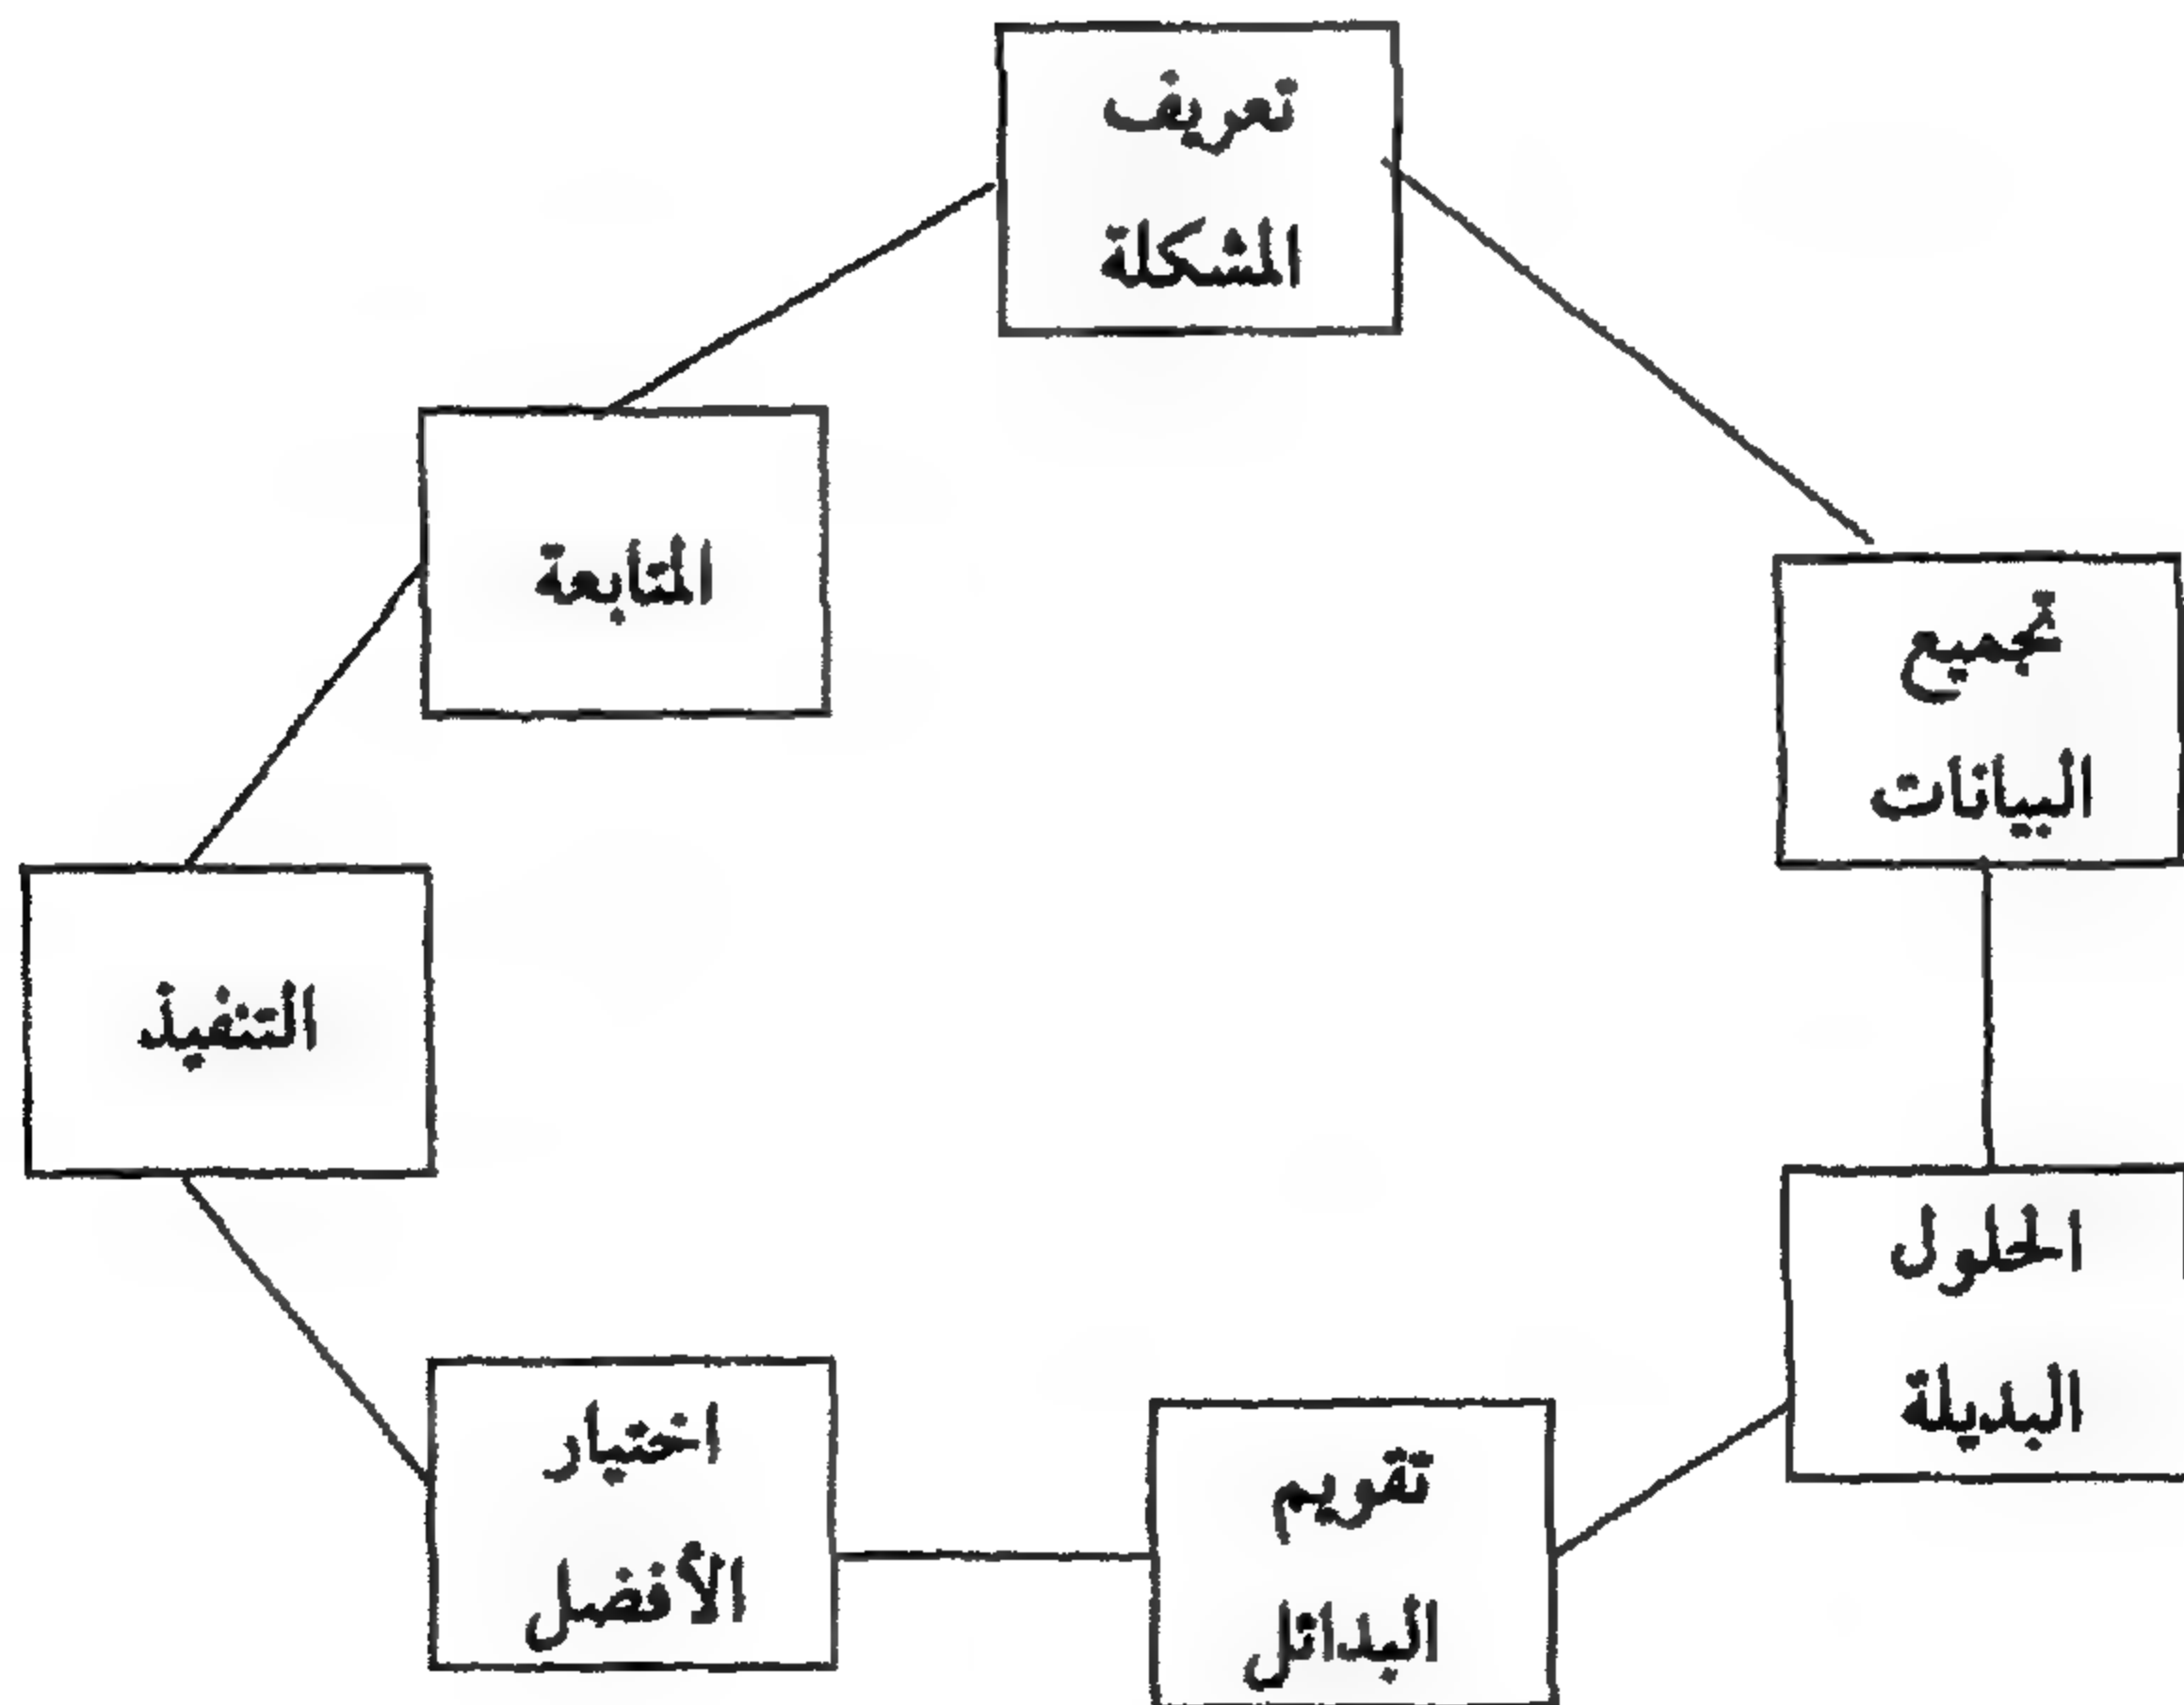 تعريف
المشكلة
تجميع
البيانات
الحلول
البديلة
تقويم
البدائل
اختيار
الأفضل
التنفيذ
المتابعة